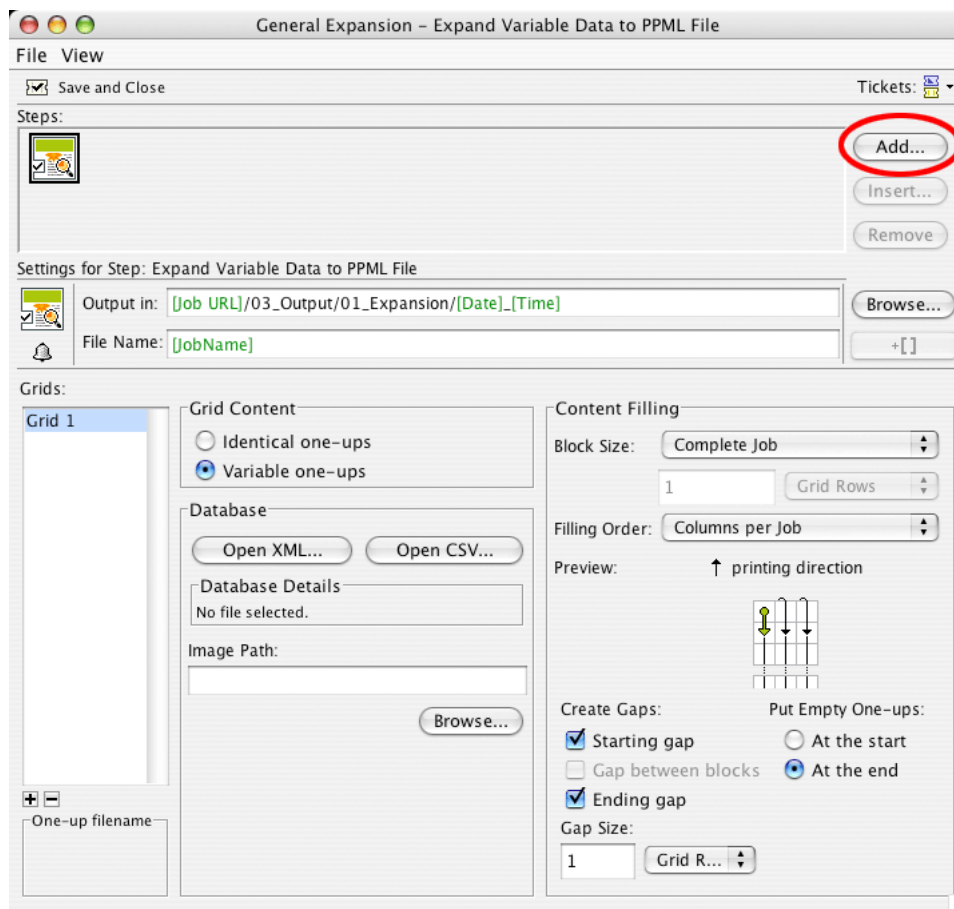 General Expansion – Expand Variable Data to PPML File
File View
Save and Close
Tickets:
Steps:
Add...
Insert...
Remove
Settings for Step: Expand Variable Data to PPML File
Output in: [Job URL]/03_Output/01_Expansion/[Date]_[Time]
Browse...
File Name: [JobName]
+[]
Grids:
Grid 1
Grid Content
Identical one-ups
Variable one-ups
Database
Open XML...
Open CSV...
Database Details
No file selected.
Image Path:
Browse...
One-up filename
Content Filling
Block Size: Complete Job
1 Grid Rows
Filling Order: Columns per Job
Preview: ↑ printing direction
Create Gaps:
Starting gap
Gap between blocks
Ending gap
Put Empty One-ups:
At the start
At the end
Gap Size:
1 Grid R...